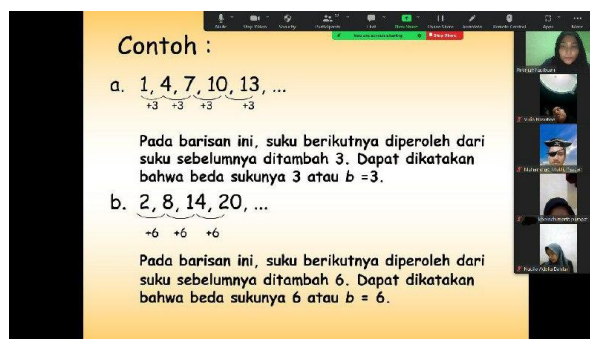 Contoh :
a. 1, 4, 7, 10, 13, ...
+3 +3 +3 +3
Pada barisan ini, suku berikutnya diperoleh dari
suku sebelumnya ditambah 3. Dapat dikatakan
bahwa beda sukunya 3 atau b =3.
b. 2, 8, 14, 20, ...
+6 +6 +6
Pada barisan ini, suku berikutnya diperoleh dari
suku sebelumnya ditambah 6. Dapat dikatakan
bahwa beda sukunya 6 atau b = 6.